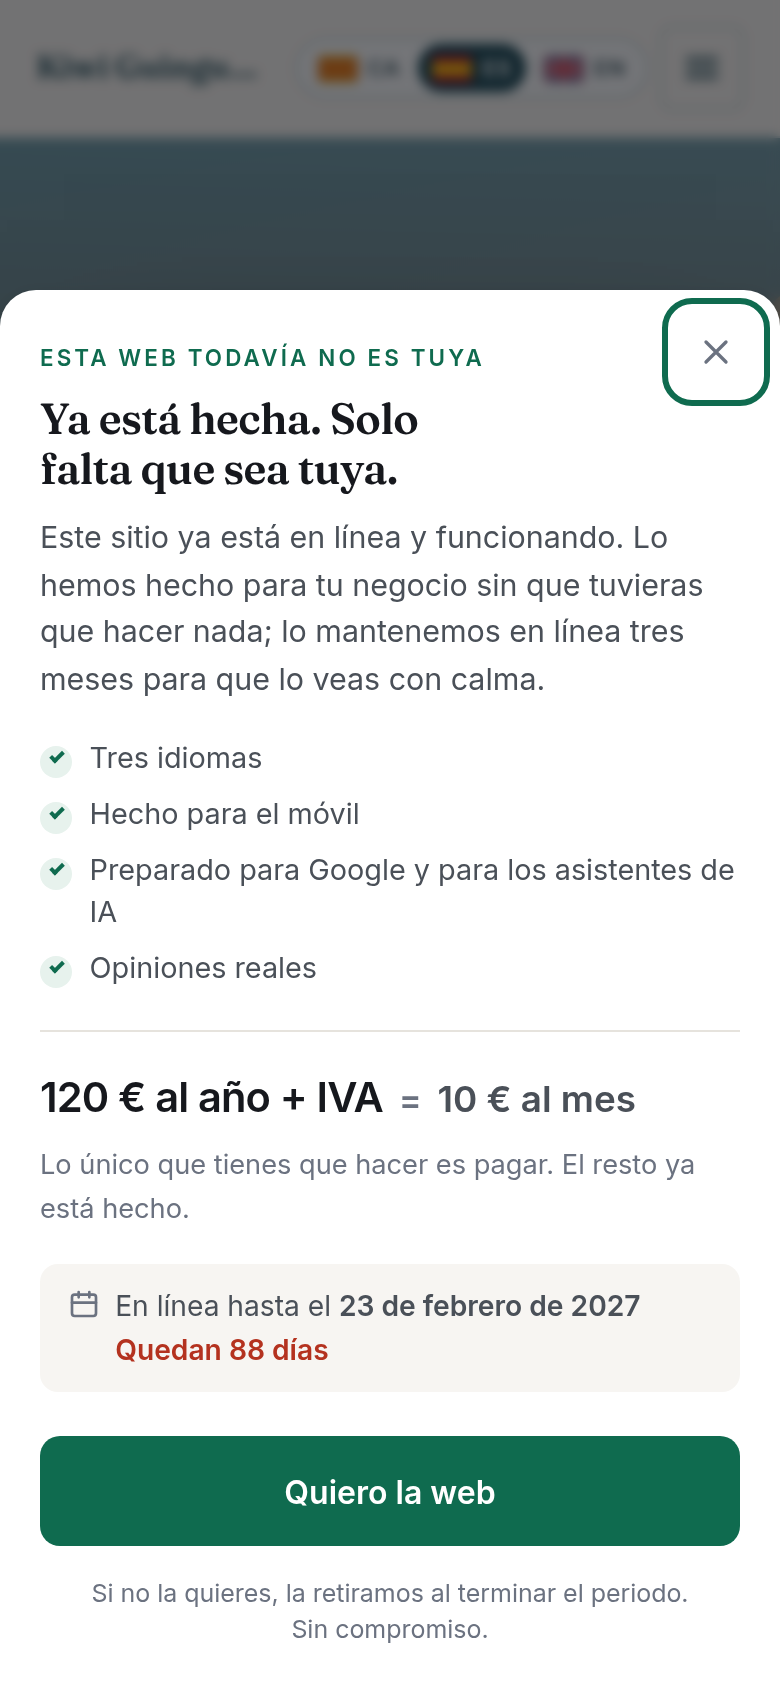 ESTA WEB TODAVÍA NO ES TUYA
Ya está hecha. Solo
falta que sea tuya.
Este sitio ya está en línea y funcionando. Lo
hemos hecho para tu negocio sin que tuvieras
que hacer nada; lo mantenemos en línea tres
meses para que lo veas con calma.
Tres idiomas
Hecho para el móvil
Preparado para Google y para los asistentes de
IA
Opiniones reales
120 € al año + IVA = 10 € al mes
Lo único que tienes que hacer es pagar. El resto ya
está hecho.
En línea hasta el 23 de febrero de 2027
Quedan 88 días
Quiero la web
Si no la quieres, la retiramos al terminar el periodo.
Sin compromiso.